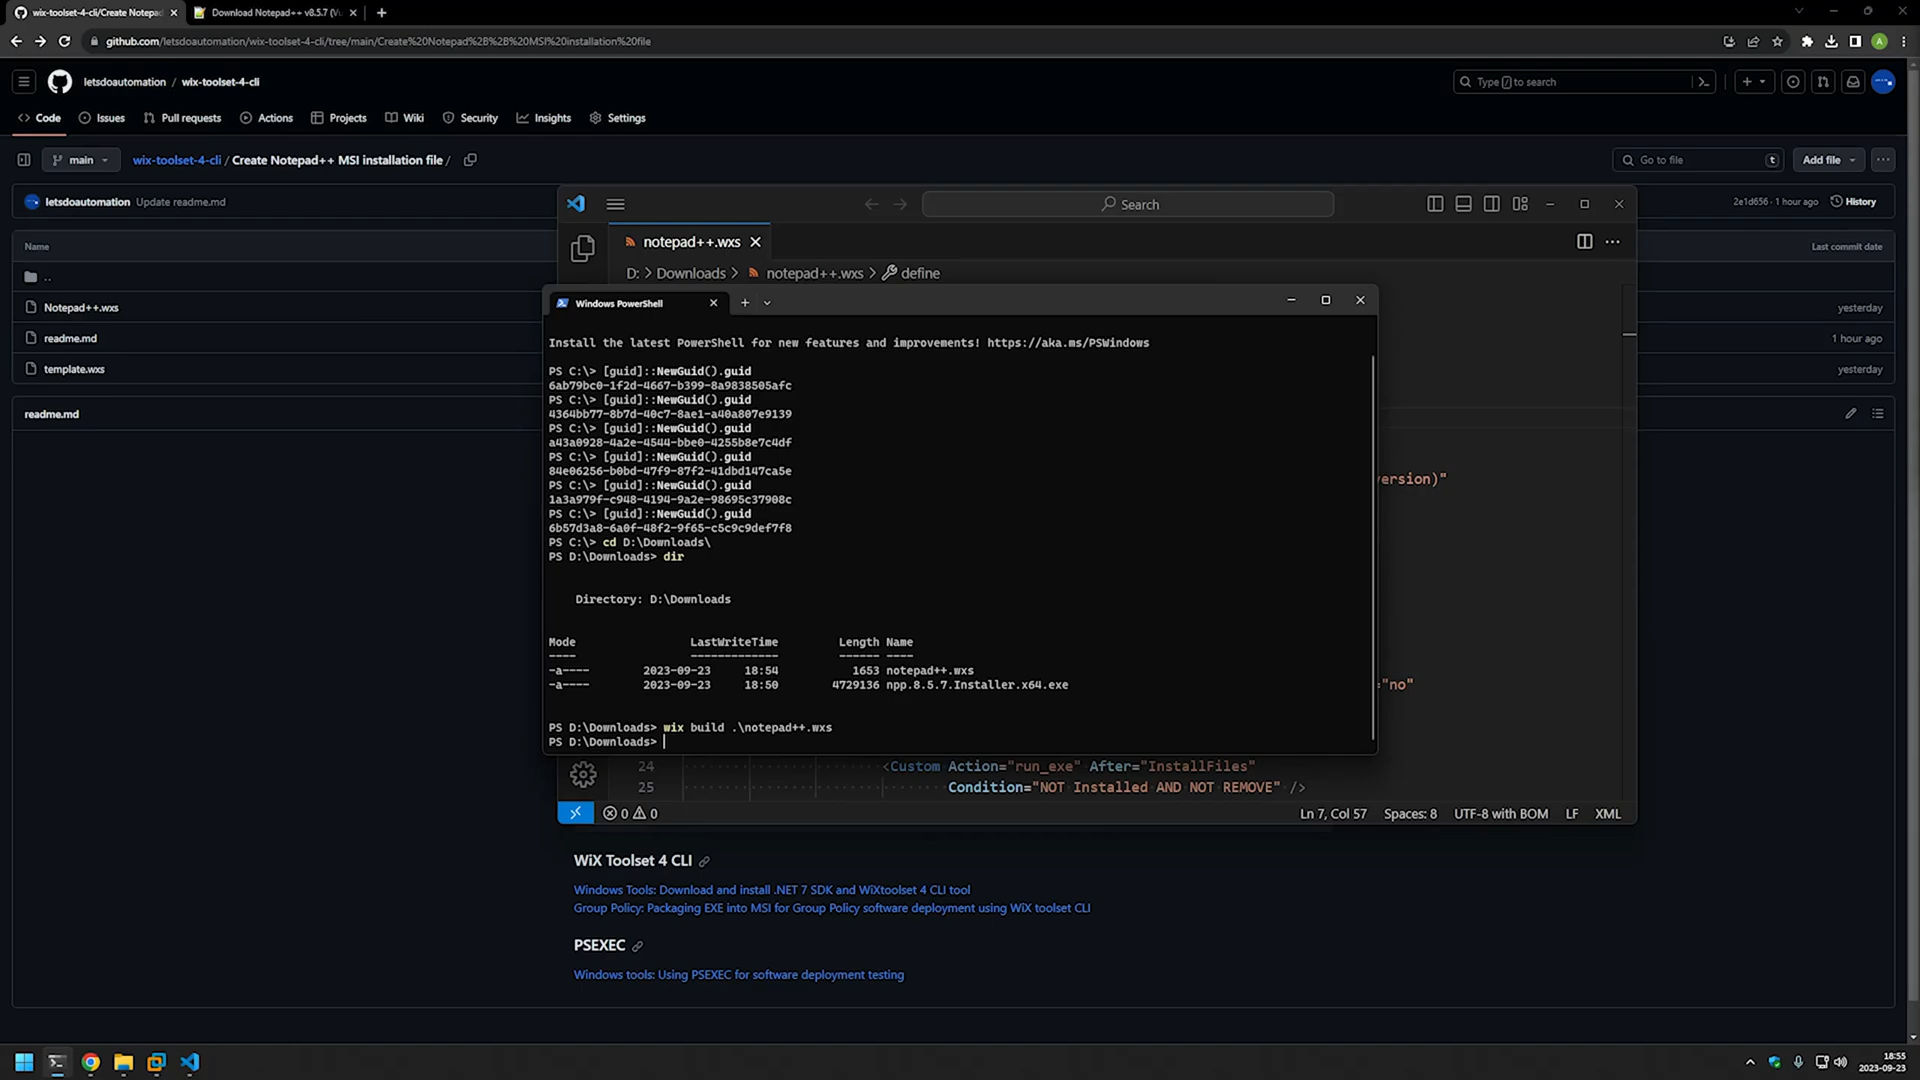 wix-toolset-4-cli/Create Notepad
Download Notepad++ v8.5.7 (Vu
github.com/letsdoautomation/wix-toolset-4-cli/tree/main/Create%20Notepad%2B%2B%20MSI%20installation%20file
A
letsdoautomation / wix-toolset-4-cli
Type / to search
Code
Issues
Pull requests
Actions
Projects
Wiki
Security
Insights
Settings
main
wix-toolset-4-cli / Create Notepad++ MSI installation file /
Go to file
t
Add file
letsdoautomation Update readme.md
2e1d656 · 1 hour ago
History
Name
Last commit date
..
Notepad++.wxs
yesterday
readme.md
1 hour ago
template.wxs
yesterday
readme.md
Search
notepad++.wxs
D: > Downloads > notepad++.wxs > define
Windows PowerShell
Install the latest PowerShell for new features and improvements! https://aka.ms/PSWindows
PS C:\> [guid]::NewGuid().guid
6ab79bc0-1f2d-4667-b399-8a9838505afc
PS C:\> [guid]::NewGuid().guid
4364bb77-8b7d-40c7-8ae1-a40a807e9139
PS C:\> [guid]::NewGuid().guid
a43a0928-4a2e-4544-bbe0-4255b8e7c4df
PS C:\> [guid]::NewGuid().guid
84e06256-b0bd-47f9-87f2-41dbd147ca5e
PS C:\> [guid]::NewGuid().guid
1a3a979f-c948-4194-9a2e-98695c37908c
PS C:\> [guid]::NewGuid().guid
6b57d3a8-6a0f-48f2-9f65-c5c9c9def7f8
PS C:\> cd D:\Downloads\
PS D:\Downloads> dir
Directory: D:\Downloads
Mode LastWriteTime Length Name
---- ------------- ------ ----
-a---- 2023-09-23 18:54 1653 notepad++.wxs
-a---- 2023-09-23 18:50 4729136 npp.8.5.7.Installer.x64.exe
PS D:\Downloads> wix build .\notepad++.wxs
PS D:\Downloads>
ersion)"
="no"
24 <Custom Action="run_exe" After="InstallFiles"
25 Condition="NOT Installed AND NOT REMOVE" />
0 0
Ln 7, Col 57
Spaces: 8
UTF-8 with BOM
LF
XML
WiX Toolset 4 CLI
Windows Tools: Download and install .NET 7 SDK and WiXtoolset 4 CLI tool
Group Policy: Packaging EXE into MSI for Group Policy software deployment using WiX toolset CLI
PSEXEC
Windows tools: Using PSEXEC for software deployment testing
18:55
2023-09-23